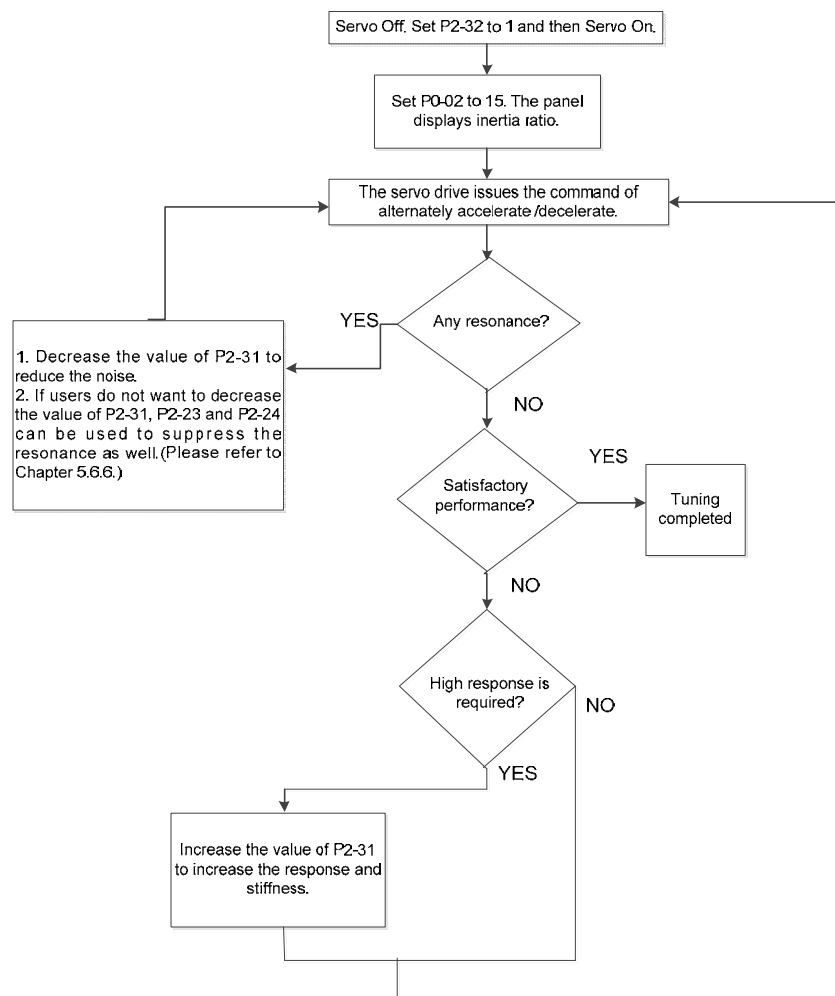 Servo Off. Set P2-32 to 1 and then Servo On.
Set P0-02 to 15. The panel
displays inertia ratio.
The servo drive issues the command of
alternately accelerate/decelerate.
Any resonance?
YES
1. Decrease the value of P2-31 to
reduce the noise.
2. If users do not want to decrease
the value of P2-31, P2-23 and P2-24
can be used to suppress the
resonance as well.(Please refer to
Chapter 5.6.6.)
NO
Satisfactory
performance?
YES
Tuning
completed
NO
High response is
required?
NO
YES
Increase the value of P2-31
to increase the response and
stiffness.